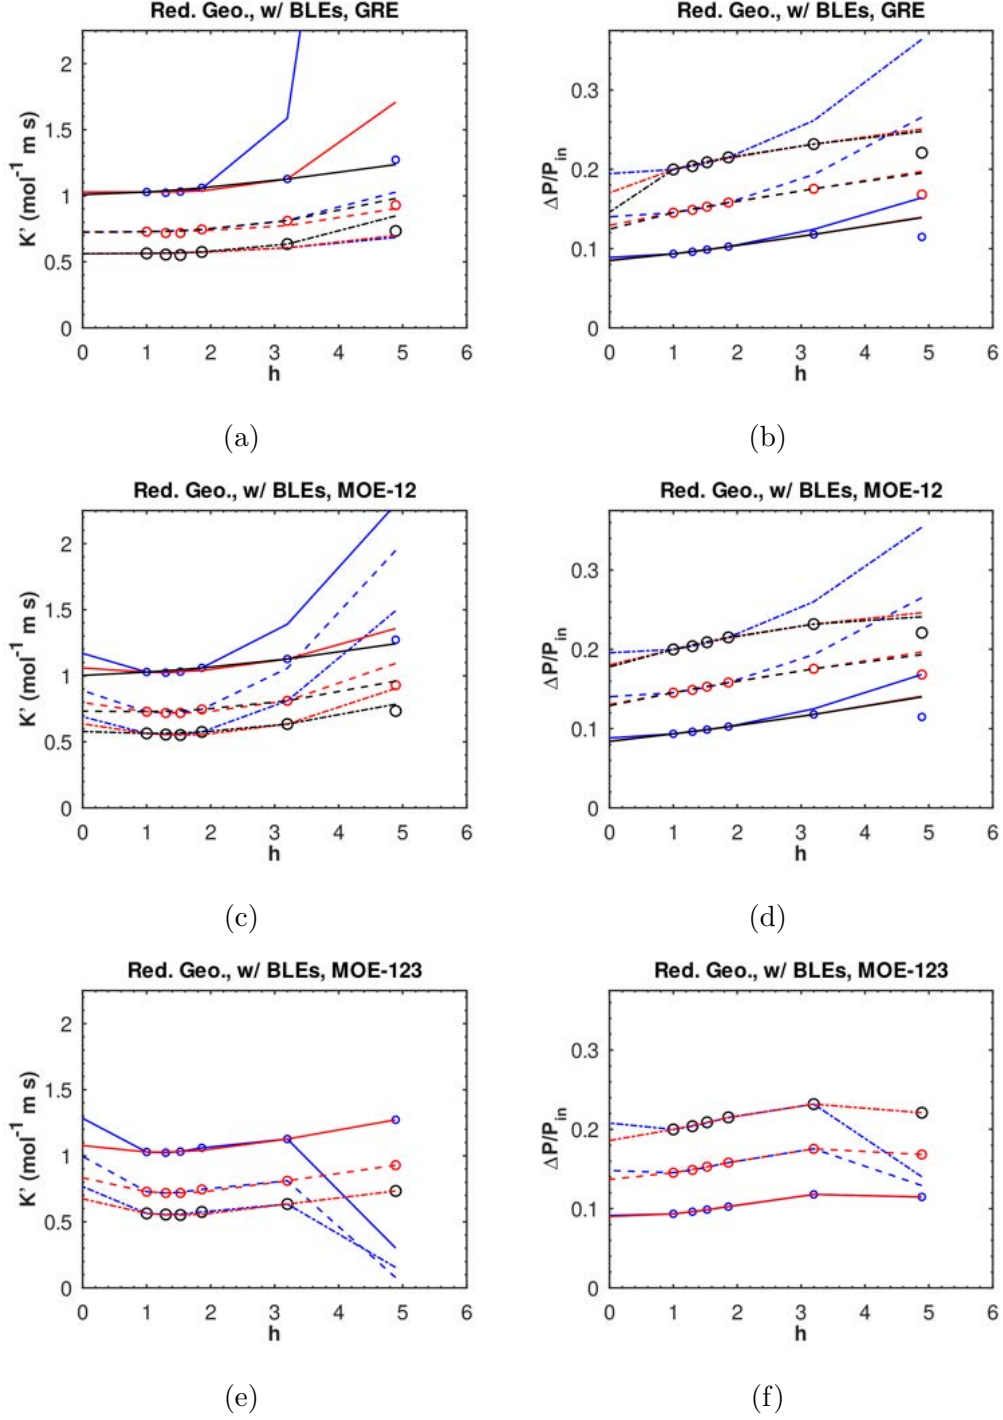 Red. Geo., w/ BLEs, GRE
K' (mol⁻¹ m s)
2
1.5
1
0.5
0
0 1 2 3 4 5 6
h
(a)
Red. Geo., w/ BLEs, GRE
ΔP/P_in
0.3
0.2
0.1
0
0 1 2 3 4 5 6
h
(b)
Red. Geo., w/ BLEs, MOE-12
K' (mol⁻¹ m s)
2
1.5
1
0.5
0
0 1 2 3 4 5 6
h
(c)
Red. Geo., w/ BLEs, MOE-12
ΔP/P_in
0.3
0.2
0.1
0
0 1 2 3 4 5 6
h
(d)
Red. Geo., w/ BLEs, MOE-123
K' (mol⁻¹ m s)
2
1.5
1
0.5
0
0 1 2 3 4 5 6
h
(e)
Red. Geo., w/ BLEs, MOE-123
ΔP/P_in
0.3
0.2
0.1
0
0 1 2 3 4 5 6
h
(f)